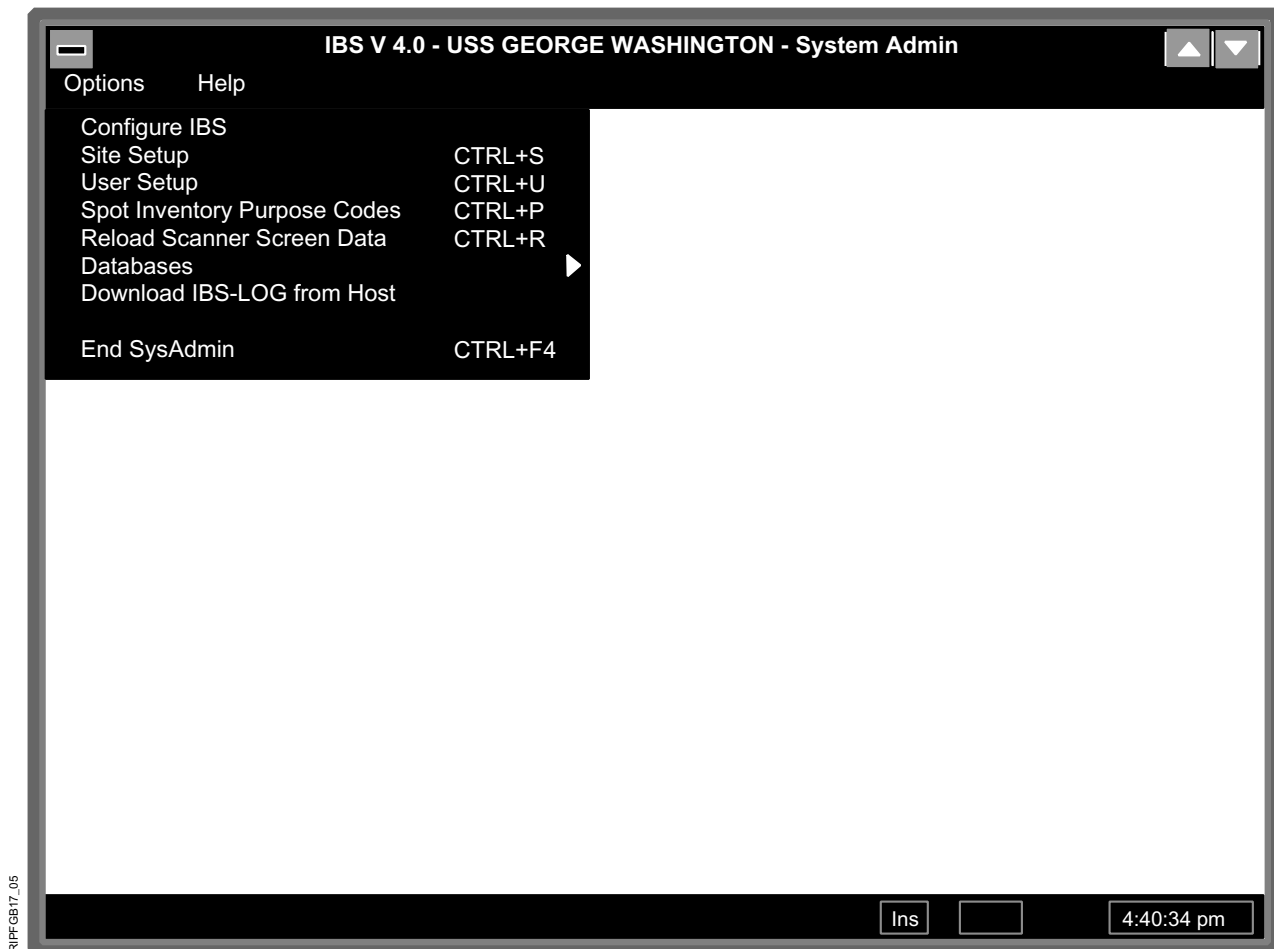 IBS V 4.0 - USS GEORGE WASHINGTON - System Admin
Options Help
Configure IBS
Site Setup CTRL+S
User Setup CTRL+U
Spot Inventory Purpose Codes CTRL+P
Reload Scanner Screen Data CTRL+R
Databases
Download IBS-LOG from Host
End SysAdmin CTRL+F4
Ins 4:40:34 pm
RIPFGB17_05